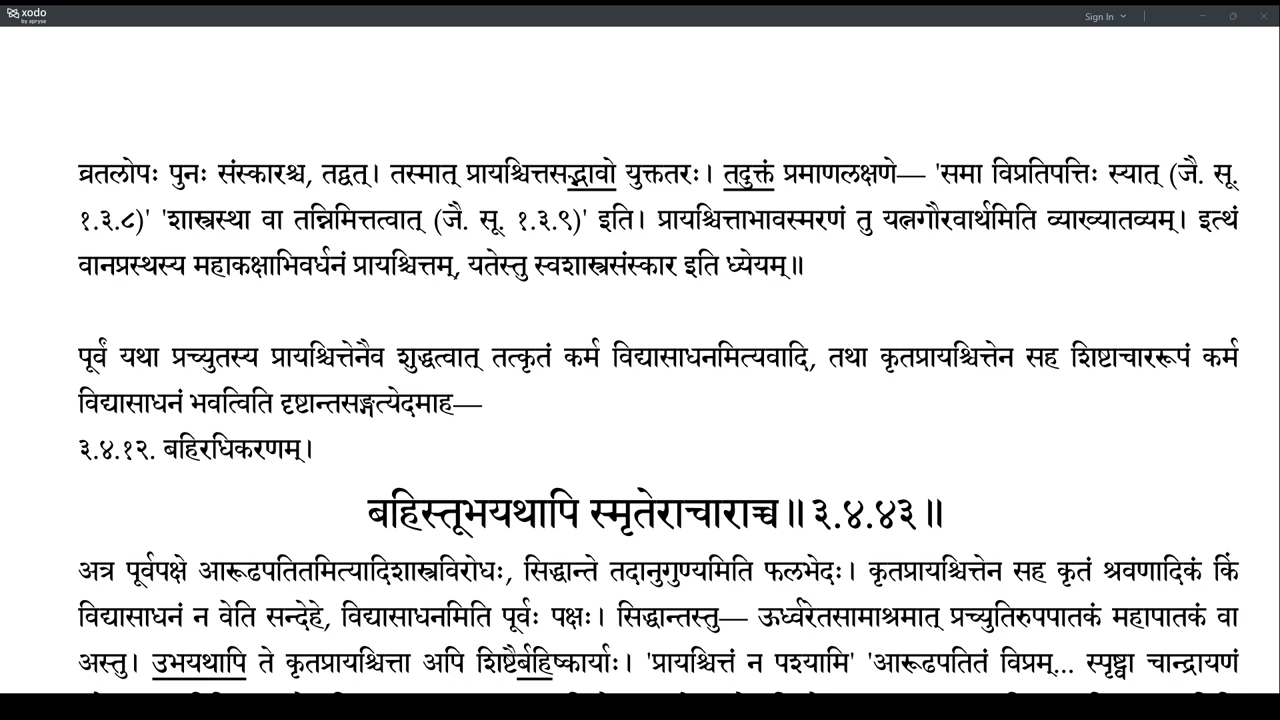 xodo
by apryse
Sign In
व्रतलोपः पुनः संस्कारश्च, तद्वत्। तस्मात् प्रायश्चित्तसद्भावो युक्ततरः। तदुक्तं प्रमाणलक्षणे— 'समा विप्रतिपत्तिः स्यात् (जै. सू.
१.३.८)' 'शास्त्रस्था वा तन्निमित्तत्वात् (जै. सू. १.३.९)' इति। प्रायश्चित्ताभावस्मरणं तु यत्नगौरवार्थमिति व्याख्यातव्यम्। इत्थं
वानप्रस्थस्य महाकक्षाभिवर्धनं प्रायश्चित्तम्, यतेस्तु स्वशास्त्रसंस्कार इति ध्येयम्॥
पूर्वं यथा प्रच्युतस्य प्रायश्चित्तेनैव शुद्धत्वात् तत्कृतं कर्म विद्यासाधनमित्यवादि, तथा कृतप्रायश्चित्तेन सह शिष्टाचाररूपं कर्म
विद्यासाधनं भवत्विति दृष्टान्तसङ्गत्येदमाह—
३.४.१२. बहिरधिकरणम्।
बहिस्तूभयथापि स्मृतेराचाराच्च॥३.४.४३॥
अत्र पूर्वपक्षे आरूढपतितमित्यादिशास्त्रविरोधः, सिद्धान्ते तदानुगुण्यमिति फलभेदः। कृतप्रायश्चित्तेन सह कृतं श्रवणादिकं किं
विद्यासाधनं न वेति सन्देहे, विद्यासाधनमिति पूर्वः पक्षः। सिद्धान्तस्तु— ऊर्ध्वरेतसामाश्रमात् प्रच्युतिरुपपातकं महापातकं वा
अस्तु। उभयथापि ते कृतप्रायश्चित्ता अपि शिष्टैर्बहिष्कार्याः। 'प्रायश्चित्तं न पश्यामि' 'आरूढपतितं विप्रम्... स्पृष्ट्वा चान्द्रायणं